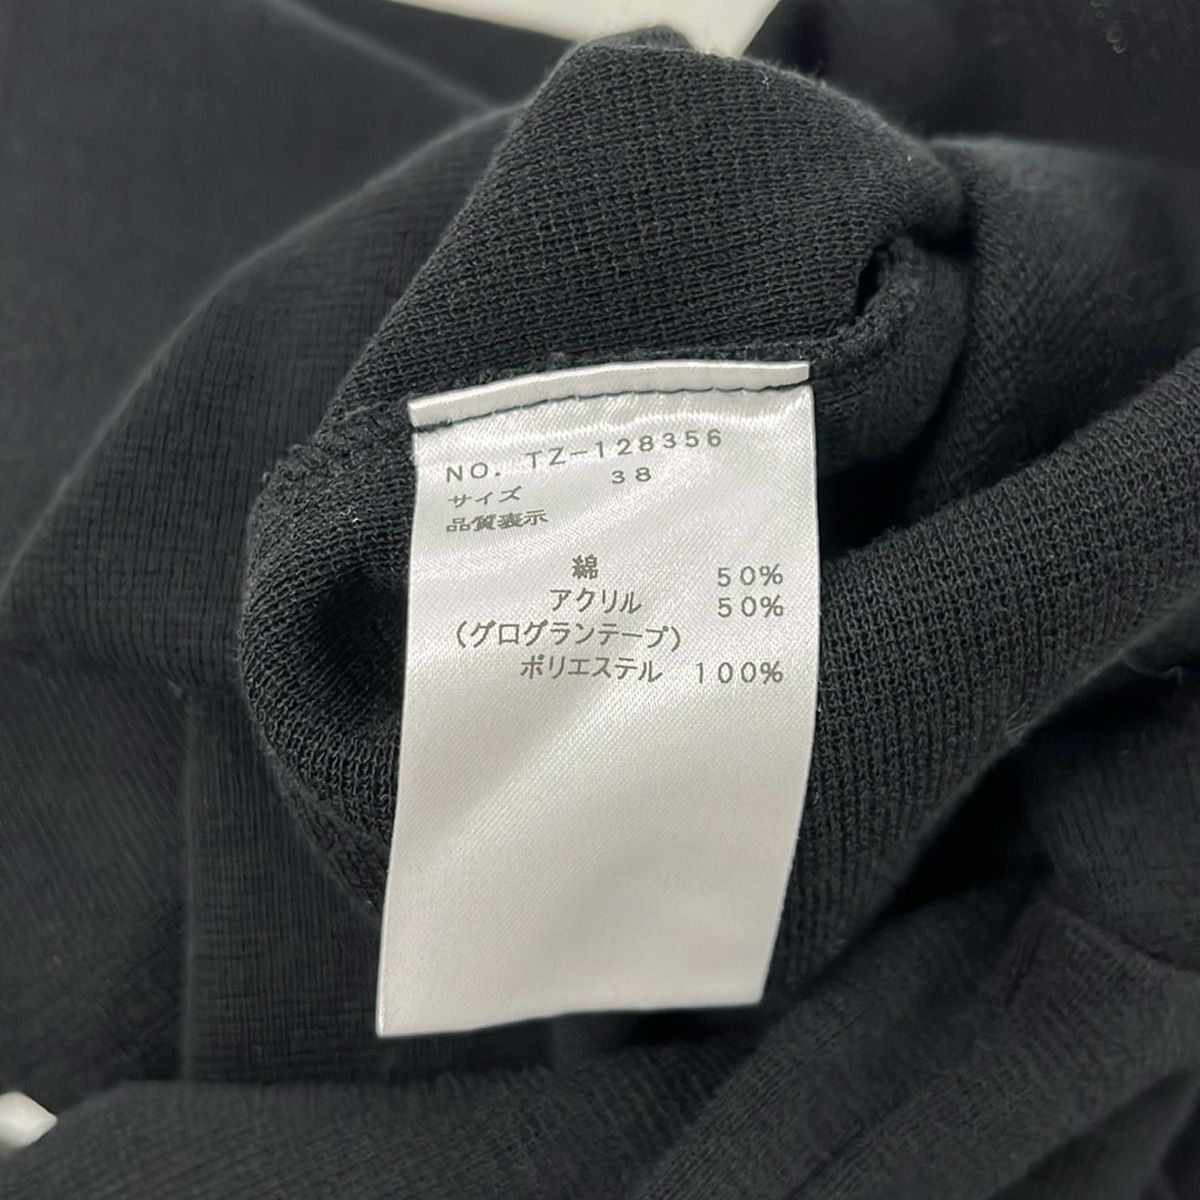 NO. TZ-128356
サイズ 38
品質表示
綿 50%
アクリル 50%
(グログランテープ)
ポリエステル 100%